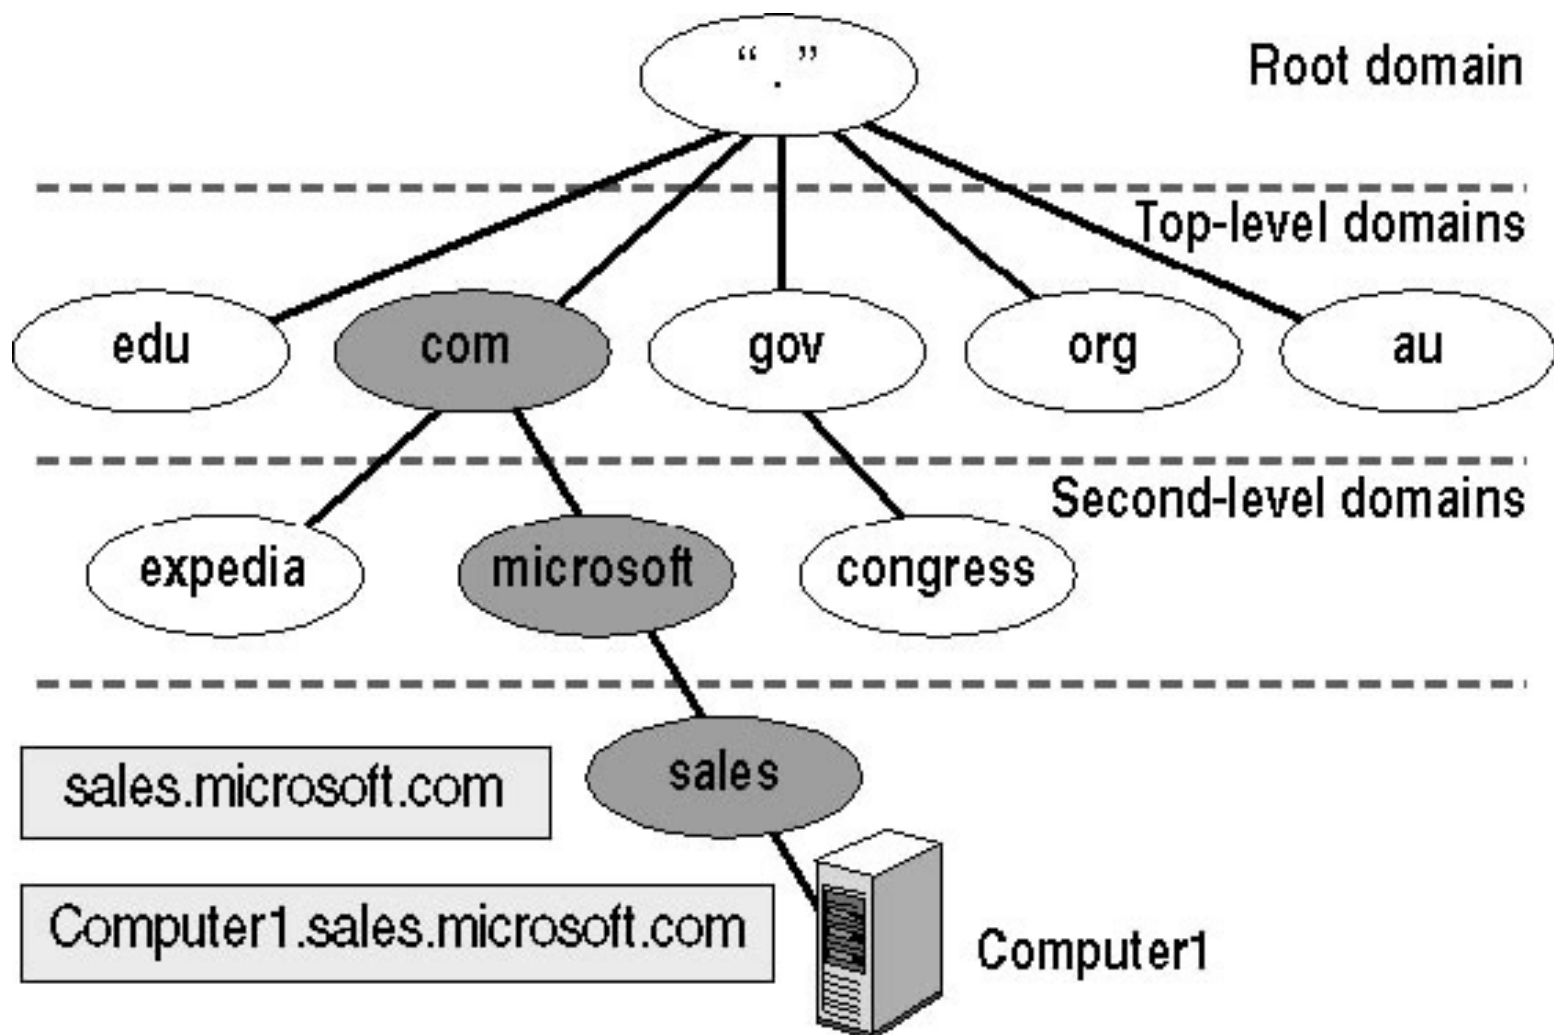 “ . ”
Root domain
Top-level domains
edu
com
gov
org
au
Second-level domains
expedia
microsoft
congress
sales
sales.microsoft.com
Computer1.sales.microsoft.com
Computer1